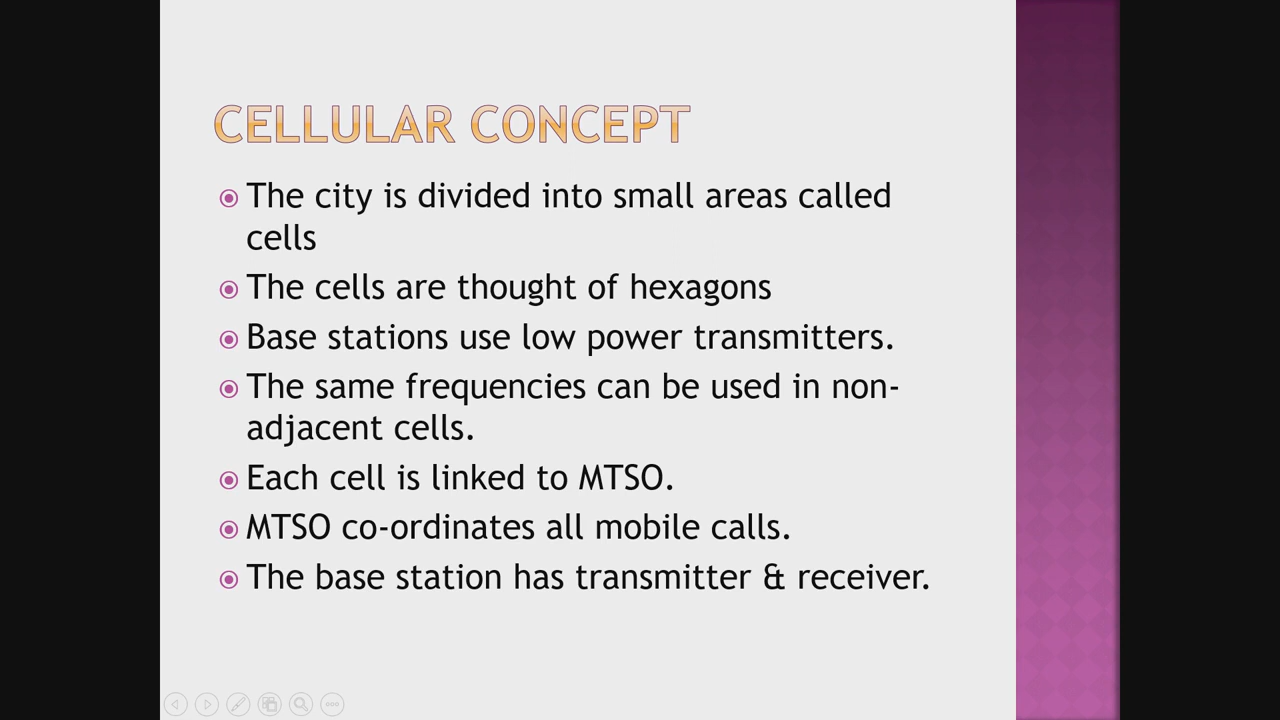 CELLULAR CONCEPT
The city is divided into small areas called
cells
The cells are thought of hexagons
Base stations use low power transmitters.
The same frequencies can be used in non-
adjacent cells.
Each cell is linked to MTSO.
MTSO co-ordinates all mobile calls.
The base station has transmitter & receiver.